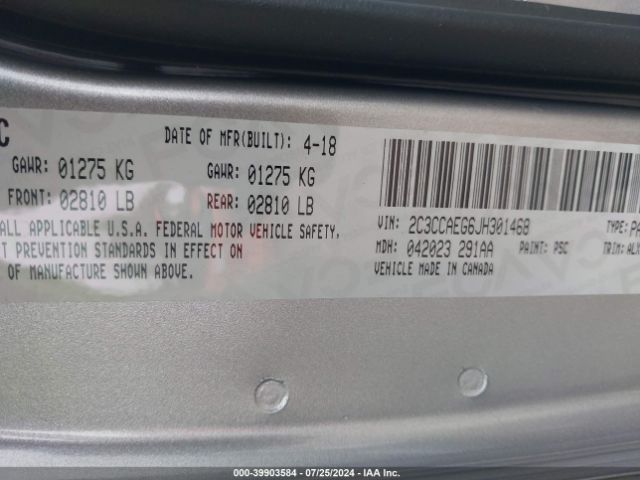 C
DATE OF MFR(BUILT): 4-18
GAWR: 01275 KG GAWR: 01275 KG
FRONT: 02810 LB REAR: 02810 LB
ALL APPLICABLE U.S.A. FEDERAL MOTOR VEHICLE SAFETY,
T PREVENTION STANDARDS IN EFFECT ON
OF MANUFACTURE SHOWN ABOVE.
VIN: 2C3CCAEG6JH301468 TYPE: PA
MDH: 042023 291AA PAINT: PSC TRIM: ALX
VEHICLE MADE IN CANADA
000-39903584 - 07/25/2024 - IAA Inc.